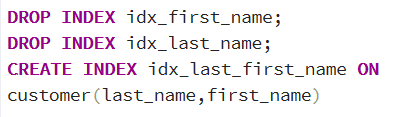 DROP INDEX idx_first_name;
DROP INDEX idx_last_name;
CREATE INDEX idx_last_first_name ON
customer(last_name,first_name)